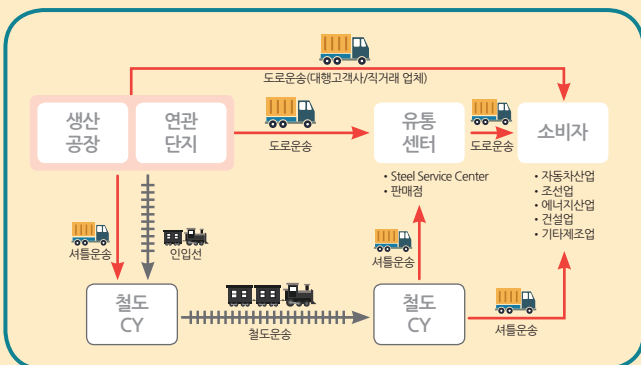 도로운송(대행고객사/직거래 업체)
생산
공장
연관
단지
도로운송
유통
센터
도로운송
소비자
• Steel Service Center
• 판매점
• 자동차산업
• 조선업
• 에너지산업
• 건설업
• 기타제조업
셔틀운송
인입선
셔틀운송
철도
CY
철도운송
철도
CY
셔틀운송